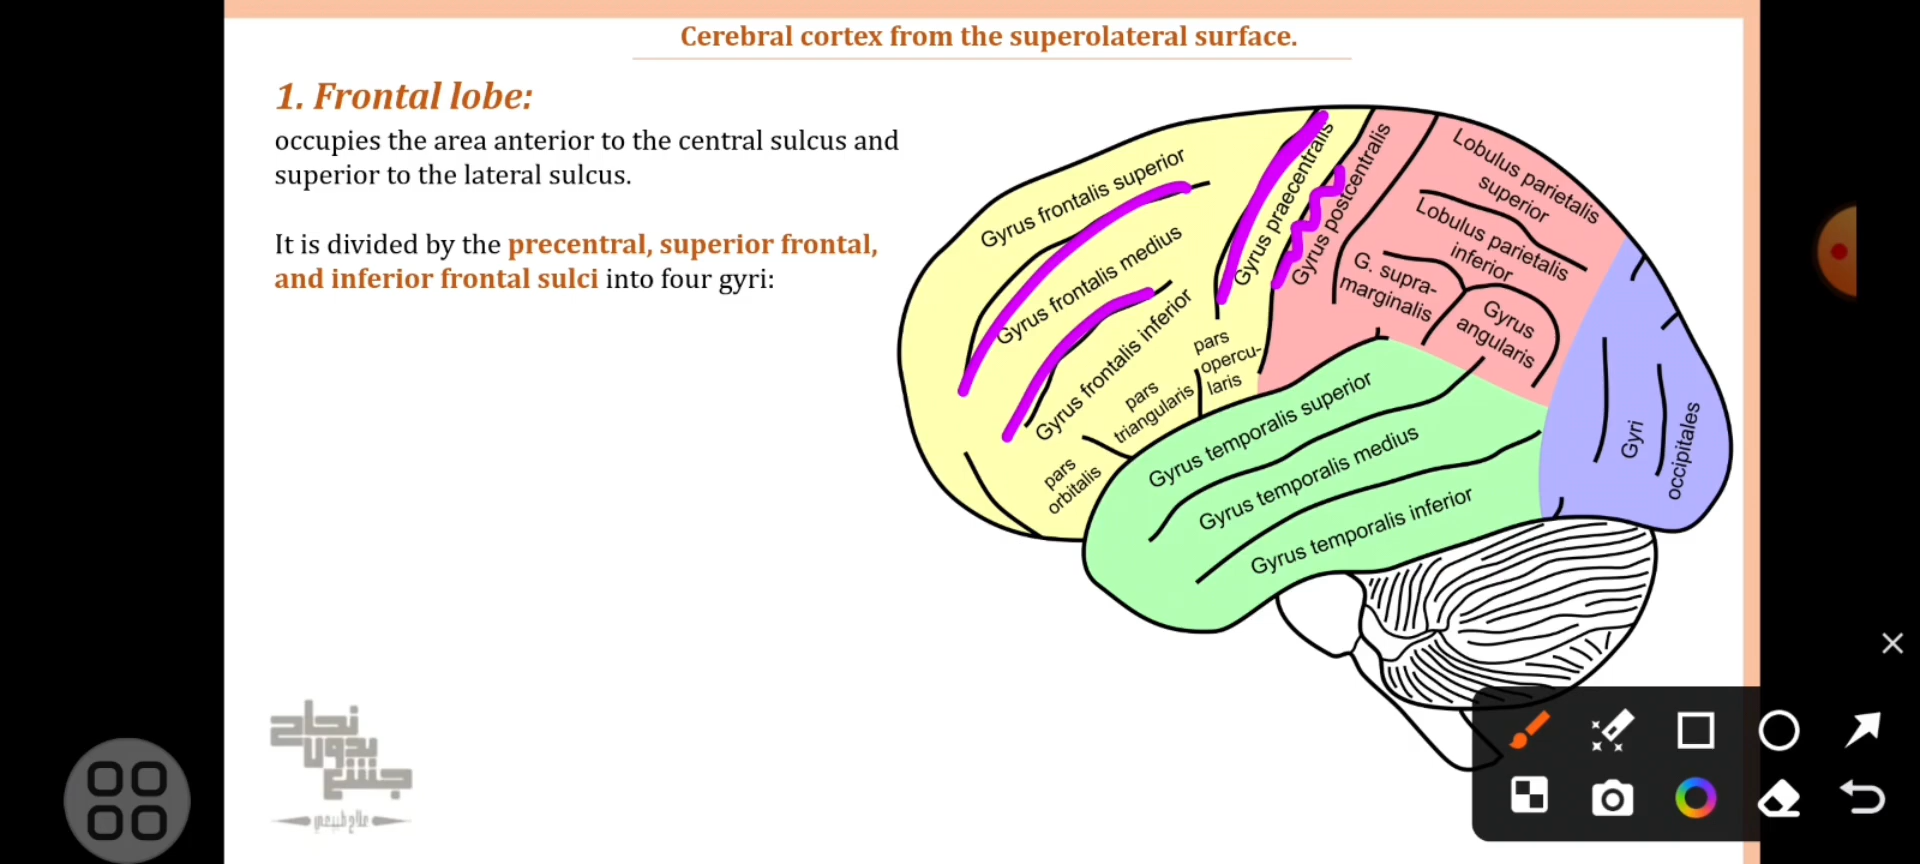 Cerebral cortex from the superolateral surface.
1. Frontal lobe:
occupies the area anterior to the central sulcus and
superior to the lateral sulcus.
It is divided by the precentral, superior frontal,
and inferior frontal sulci into four gyri:
Gyrus frontalis superior
Gyrus frontalis medius
Gyrus frontalis inferior
pars
orbitalis
pars
triangularis
pars
opercu-
laris
Gyrus praecentralis
Gyrus postcentralis
Lobulus parietalis
superior
Lobulus parietalis
inferior
G. supra-
marginalis
Gyrus
angularis
Gyrus temporalis superior
Gyrus temporalis medius
Gyrus temporalis inferior
Gyri
occipitales
نجاح
بدون
جشع
علاج طبيعي